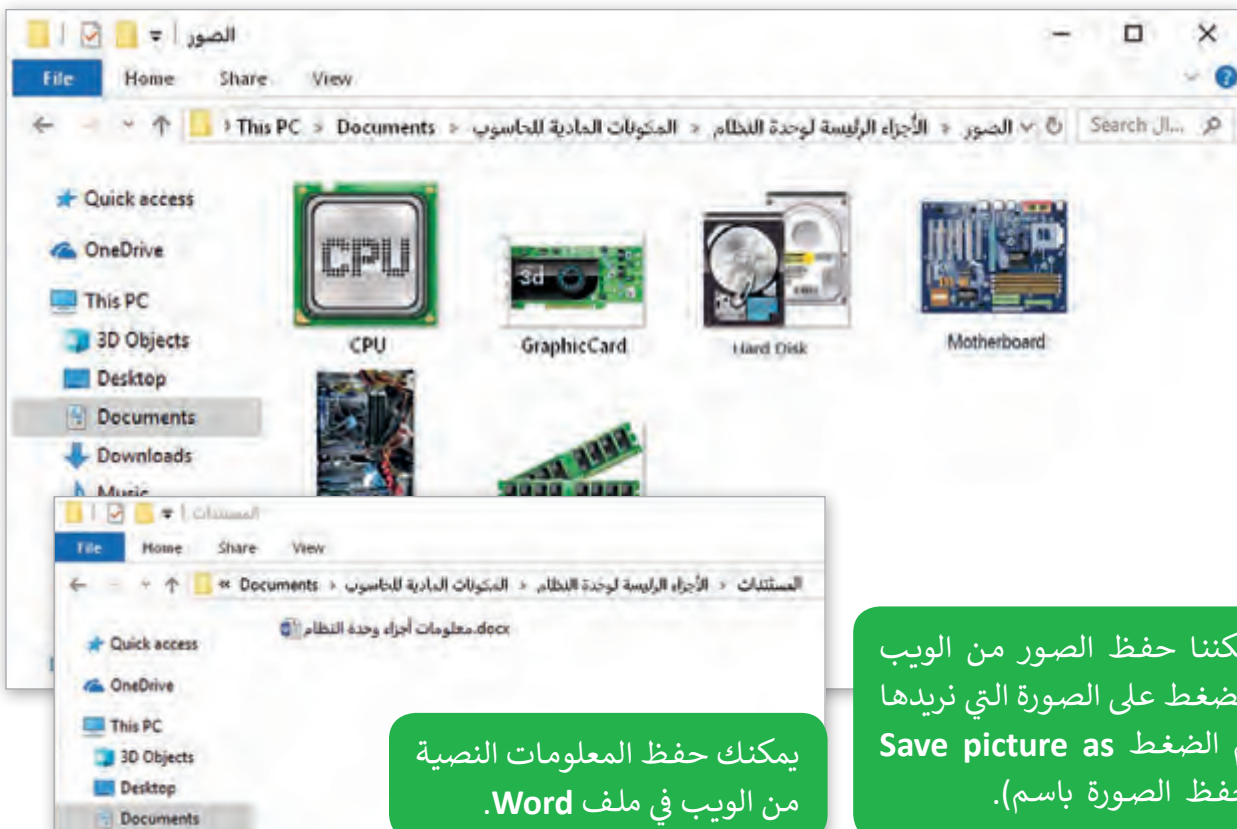 الصور
File Home Share View
This PC > Documents > المكونات المادية للحاسوب > الأجزاء الرئيسة لوحدة النظام > الصور
Search ال...
Quick access
OneDrive
This PC
3D Objects
Desktop
Documents
Downloads
Music
CPU
CPU
3d
GraphicCard
Hard Disk
Motherboard
المستندات
File Home Share View
« Documents > المكونات المادية للحاسوب > الأجزاء الرئيسة لوحدة النظام > المستندات
Quick access
OneDrive
This PC
3D Objects
Desktop
Documents
معلومات أجزاء وحدة النظام.docx
يمكنك حفظ المعلومات النصية
من الويب في ملف Word.
حفظ الصور من الويب
على الصورة التي نريدها
الضغط Save picture as
الصورة باسم).